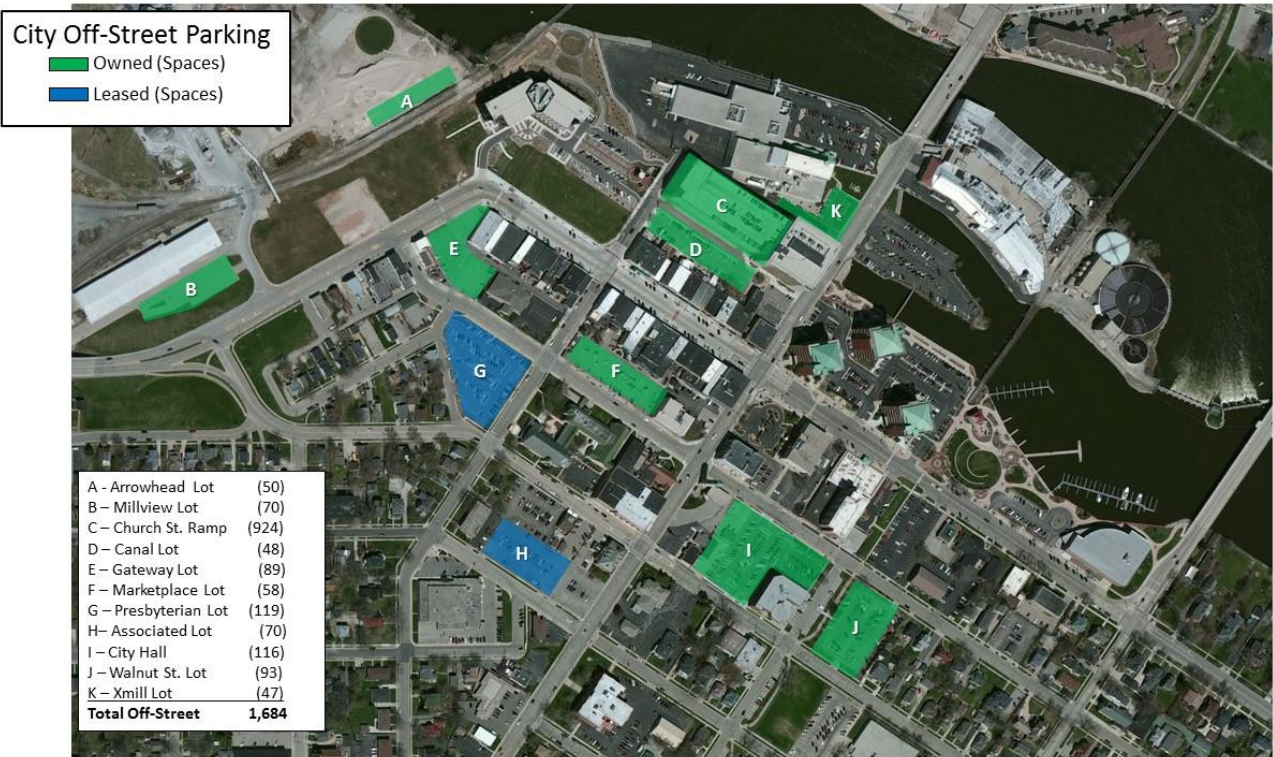 City Off-Street Parking
Owned (Spaces)
Leased (Spaces)
A
B
C
D
E
F
G
H
I
J
K
A - Arrowhead Lot (50)
B – Millview Lot (70)
C – Church St. Ramp (924)
D – Canal Lot (48)
E – Gateway Lot (89)
F – Marketplace Lot (58)
G – Presbyterian Lot (119)
H– Associated Lot (70)
I – City Hall (116)
J – Walnut St. Lot (93)
K – Xmill Lot (47)
Total Off-Street 1,684